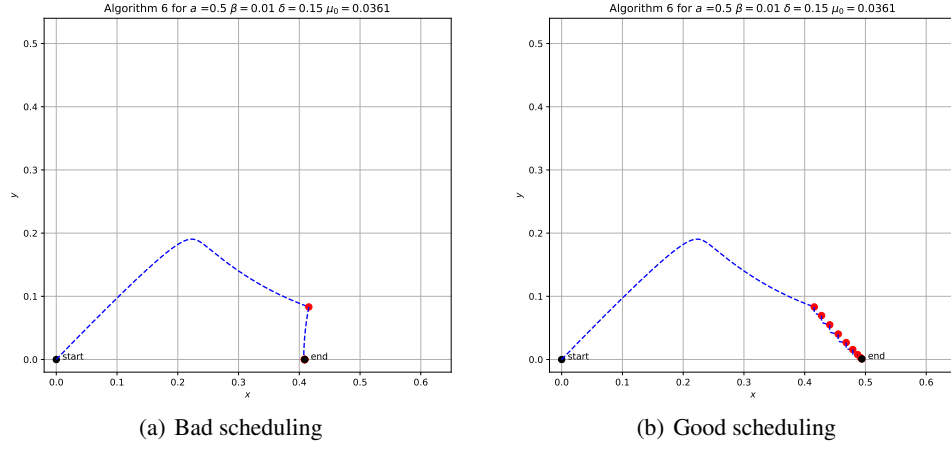 Algorithm 6 for a =0.5 β = 0.01 δ = 0.15 μ₀ = 0.0361
0.5
0.4
0.3
0.2
0.1
0.0
y
start
end
0.0 0.1 0.2 0.3 0.4 0.5 0.6
x
(a) Bad scheduling
Algorithm 6 for a =0.5 β = 0.01 δ = 0.15 μ₀ = 0.0361
0.5
0.4
0.3
0.2
0.1
0.0
y
start
end
0.0 0.1 0.2 0.3 0.4 0.5 0.6
x
(b) Good scheduling